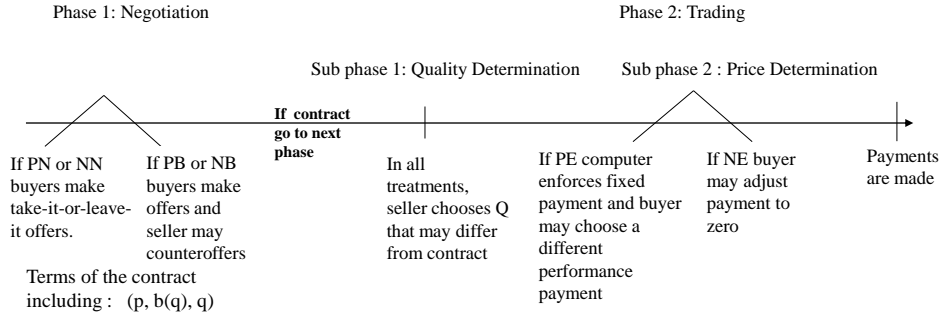 Phase 1: Negotiation
Phase 2: Trading
Sub phase 1: Quality Determination
Sub phase 2 : Price Determination
If contract
go to next
phase
If PN or NN
buyers make
take-it-or-leave-
it offers.
If PB or NB
buyers make
offers and
seller may
counteroffers
In all
treatments,
seller chooses Q
that may differ
from contract
If PE computer
enforces fixed
payment and buyer
may choose a
different
performance
payment
If NE buyer
may adjust
payment to
zero
Payments
are made
Terms of the contract
including : (p, b(q), q)